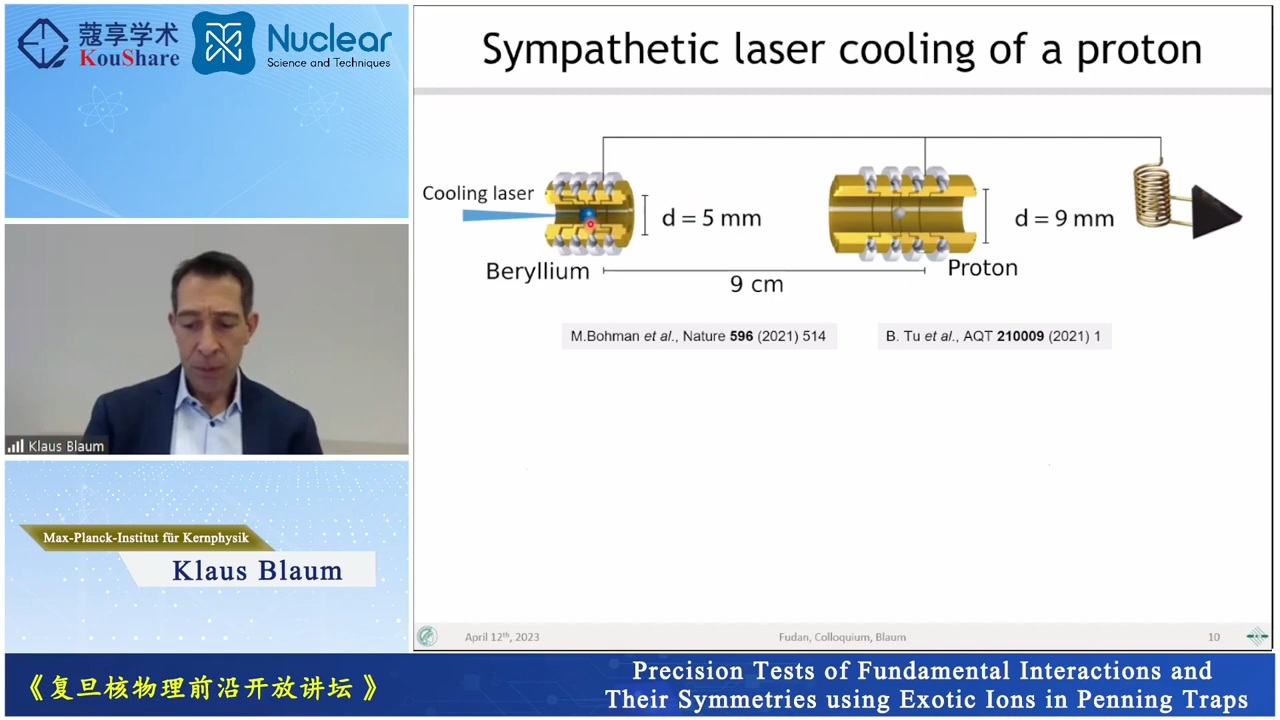 蔻享学术
KouShare
Nuclear
Science and Techniques
Klaus Blaum
Max-Planck-Institut für Kernphysik
Klaus Blaum
Sympathetic laser cooling of a proton
Cooling laser
d = 5 mm
d = 9 mm
Beryllium
Proton
9 cm
M.Bohman et al., Nature 596 (2021) 514
B. Tu et al., AQT 210009 (2021) 1
April 12th, 2023
Fudan, Colloquium, Blaum
10
《复旦核物理前沿开放讲坛》
Precision Tests of Fundamental Interactions and
Their Symmetries using Exotic Ions in Penning Traps